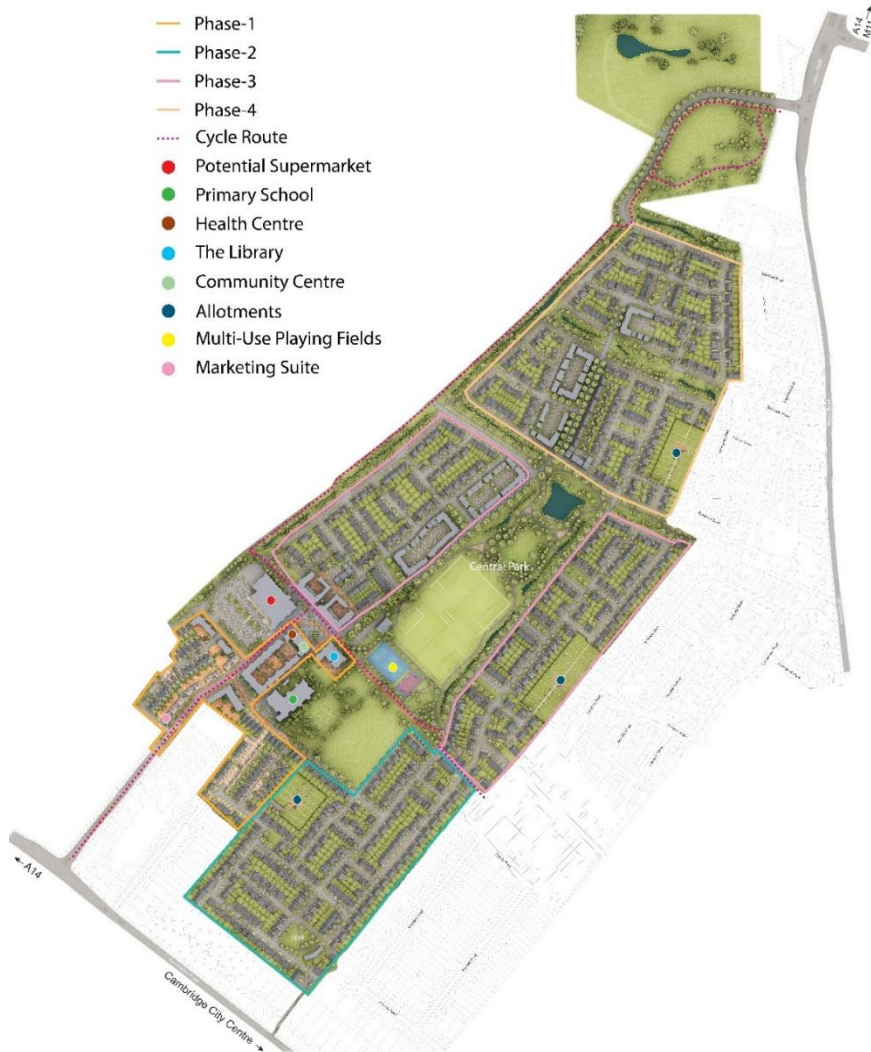 Phase-1
Phase-2
Phase-3
Phase-4
Cycle Route
Potential Supermarket
Primary School
Health Centre
The Library
Community Centre
Allotments
Multi-Use Playing Fields
Marketing Suite
A14
M11
Central Park
←A14
Cambridge City Centre →